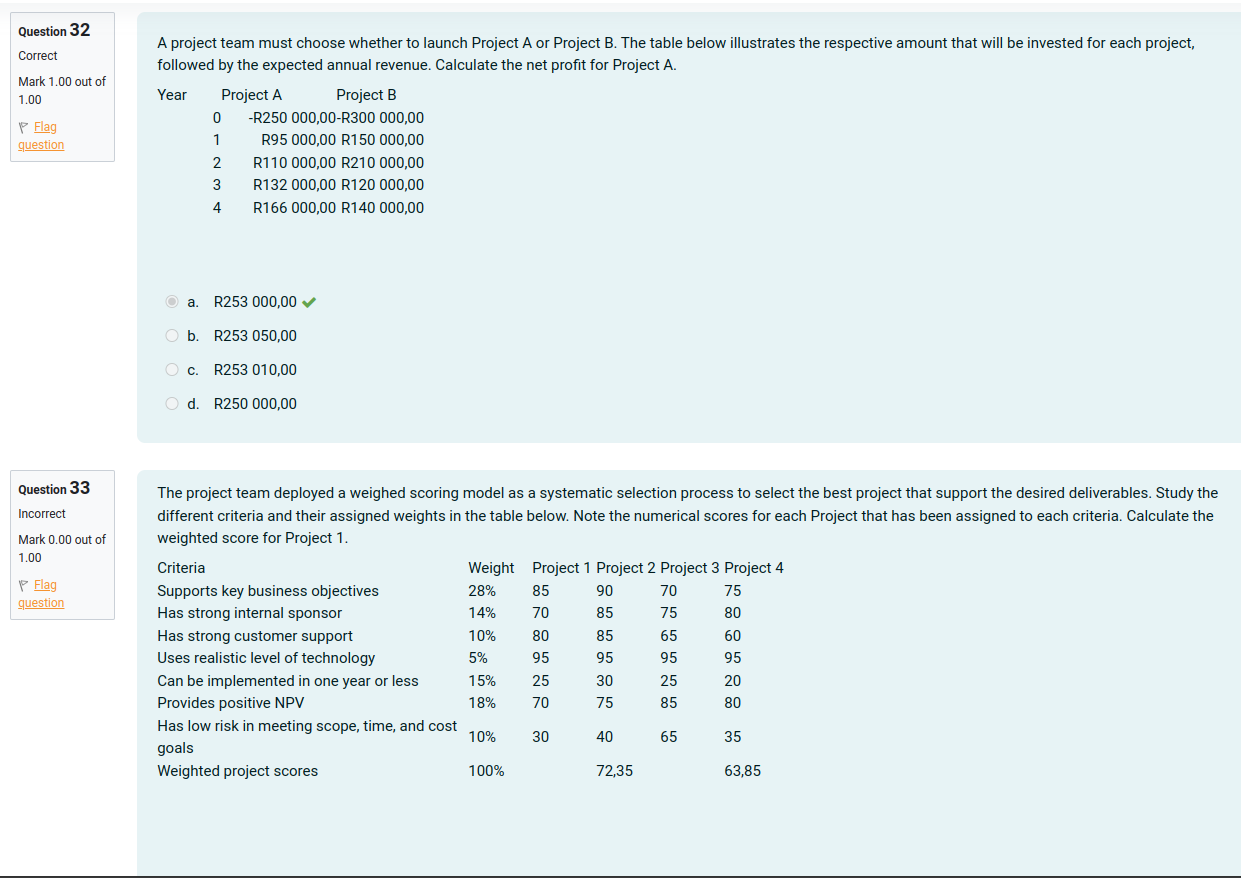 Question 32
Correct
Mark 1.00 out of
1.00
Flag
question
A project team must choose whether to launch Project A or Project B. The table below illustrates the respective amount that will be invested for each project,
followed by the expected annual revenue. Calculate the net profit for Project A.
Year Project A Project B
0 -R250 000,00-R300 000,00
1 R95 000,00 R150 000,00
2 R110 000,00 R210 000,00
3 R132 000,00 R120 000,00
4 R166 000,00 R140 000,00
a. R253 000,00
b. R253 050,00
c. R253 010,00
d. R250 000,00
Question 33
Incorrect
Mark 0.00 out of
1.00
Flag
question
The project team deployed a weighed scoring model as a systematic selection process to select the best project that support the desired deliverables. Study the
different criteria and their assigned weights in the table below. Note the numerical scores for each Project that has been assigned to each criteria. Calculate the
weighted score for Project 1.
Criteria Weight Project 1 Project 2 Project 3 Project 4
Supports key business objectives 28% 85 90 70 75
Has strong internal sponsor 14% 70 85 75 80
Has strong customer support 10% 80 85 65 60
Uses realistic level of technology 5% 95 95 95 95
Can be implemented in one year or less 15% 25 30 25 20
Provides positive NPV 18% 70 75 85 80
Has low risk in meeting scope, time, and cost
goals 10% 30 40 65 35
Weighted project scores 100% 72,35 63,85